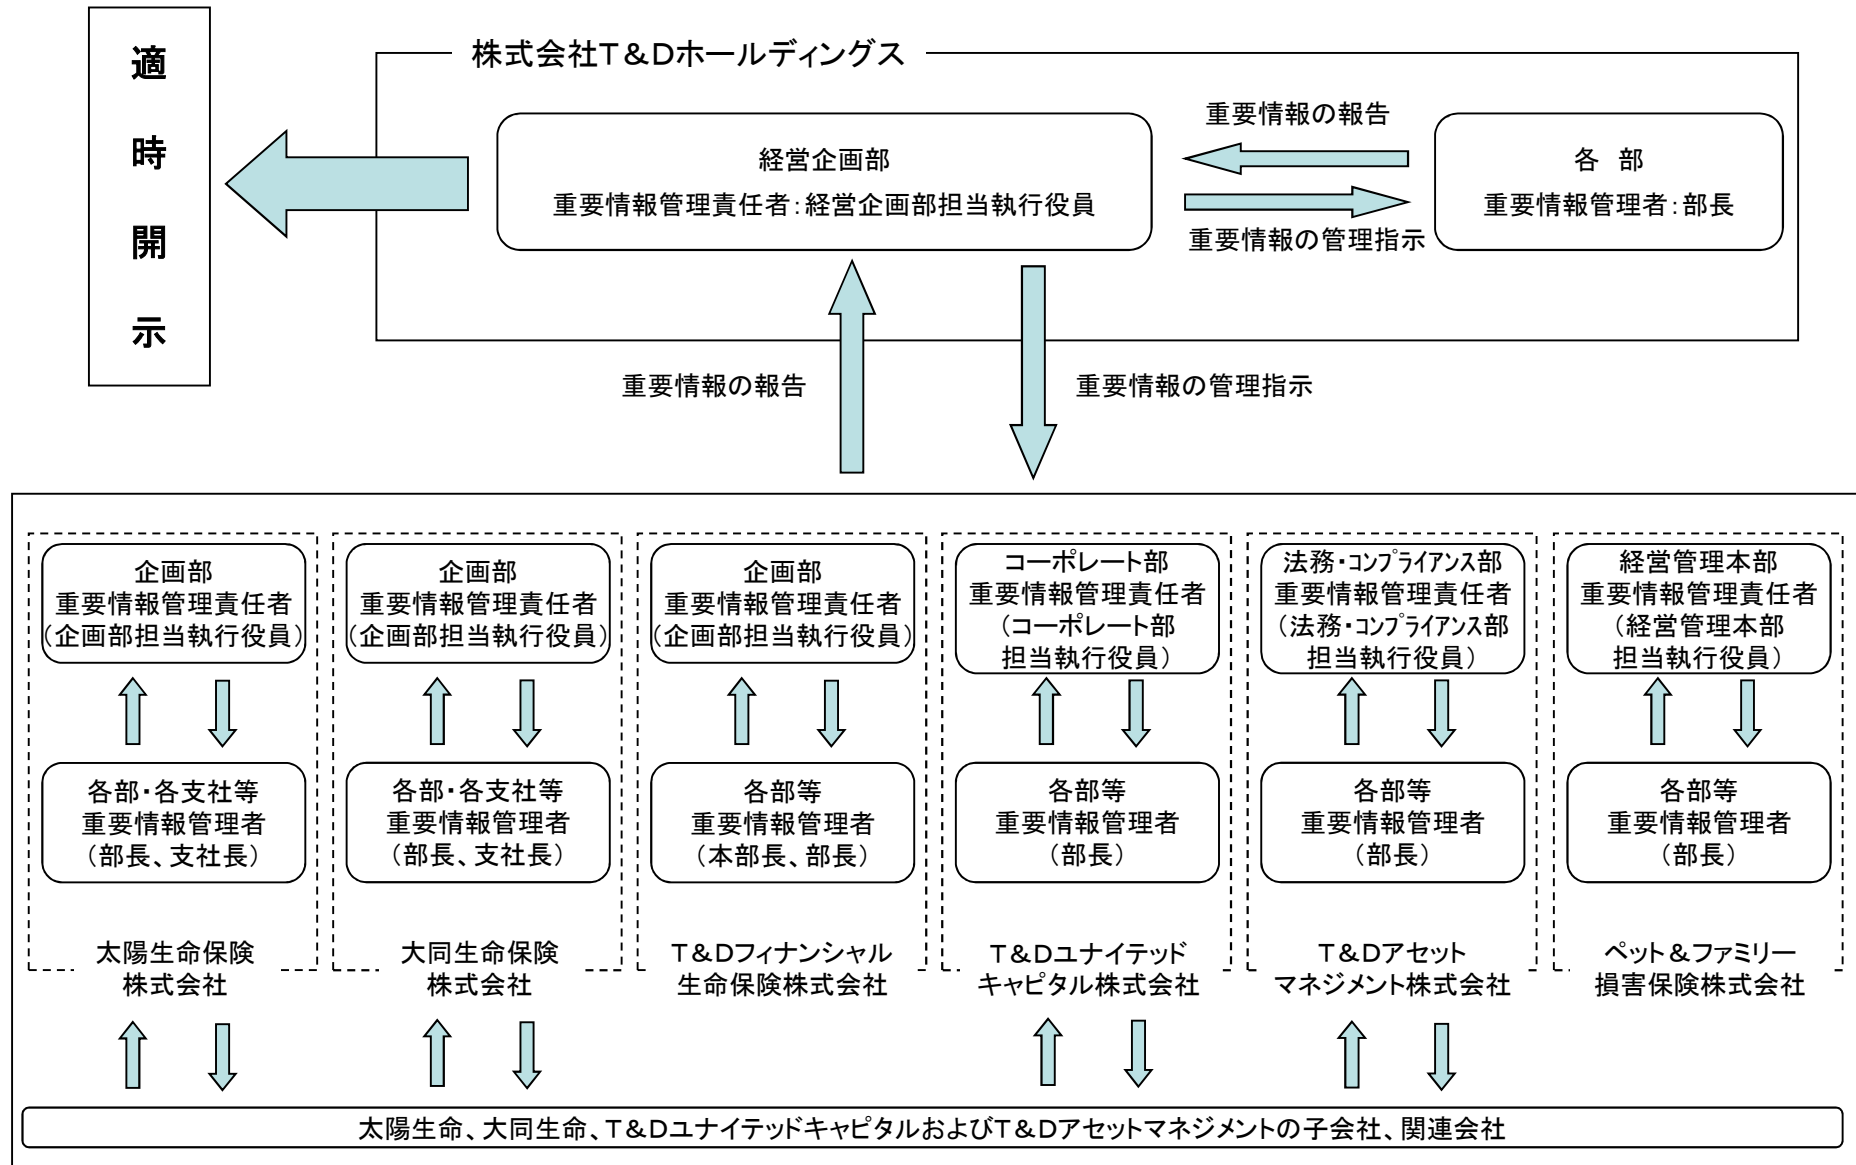 適
時
開
示
株式会社T&Dホールディングス
経営企画部
重要情報管理責任者:経営企画部担当執行役員
重要情報の報告
重要情報の管理指示
各 部
重要情報管理者:部長
重要情報の報告
重要情報の管理指示
企画部
重要情報管理責任者
(企画部担当執行役員)
各部・各支社等
重要情報管理者
(部長、支社長)
太陽生命保険
株式会社
企画部
重要情報管理責任者
(企画部担当執行役員)
各部・各支社等
重要情報管理者
(部長、支社長)
大同生命保険
株式会社
企画部
重要情報管理責任者
(企画部担当執行役員)
各部等
重要情報管理者
(本部長、部長)
T&Dフィナンシャル
生命保険株式会社
コーポレート部
重要情報管理責任者
(コーポレート部
担当執行役員)
各部等
重要情報管理者
(部長)
T&Dユナイテッド
キャピタル株式会社
法務・コンプライアンス部
重要情報管理責任者
(法務・コンプライアンス部
担当執行役員)
各部等
重要情報管理者
(部長)
T&Dアセット
マネジメント株式会社
経営管理本部
重要情報管理責任者
(経営管理本部
担当執行役員)
各部等
重要情報管理者
(部長)
ペット&ファミリー
損害保険株式会社
太陽生命、大同生命、T&DユナイテッドキャピタルおよびT&Dアセットマネジメントの子会社、関連会社